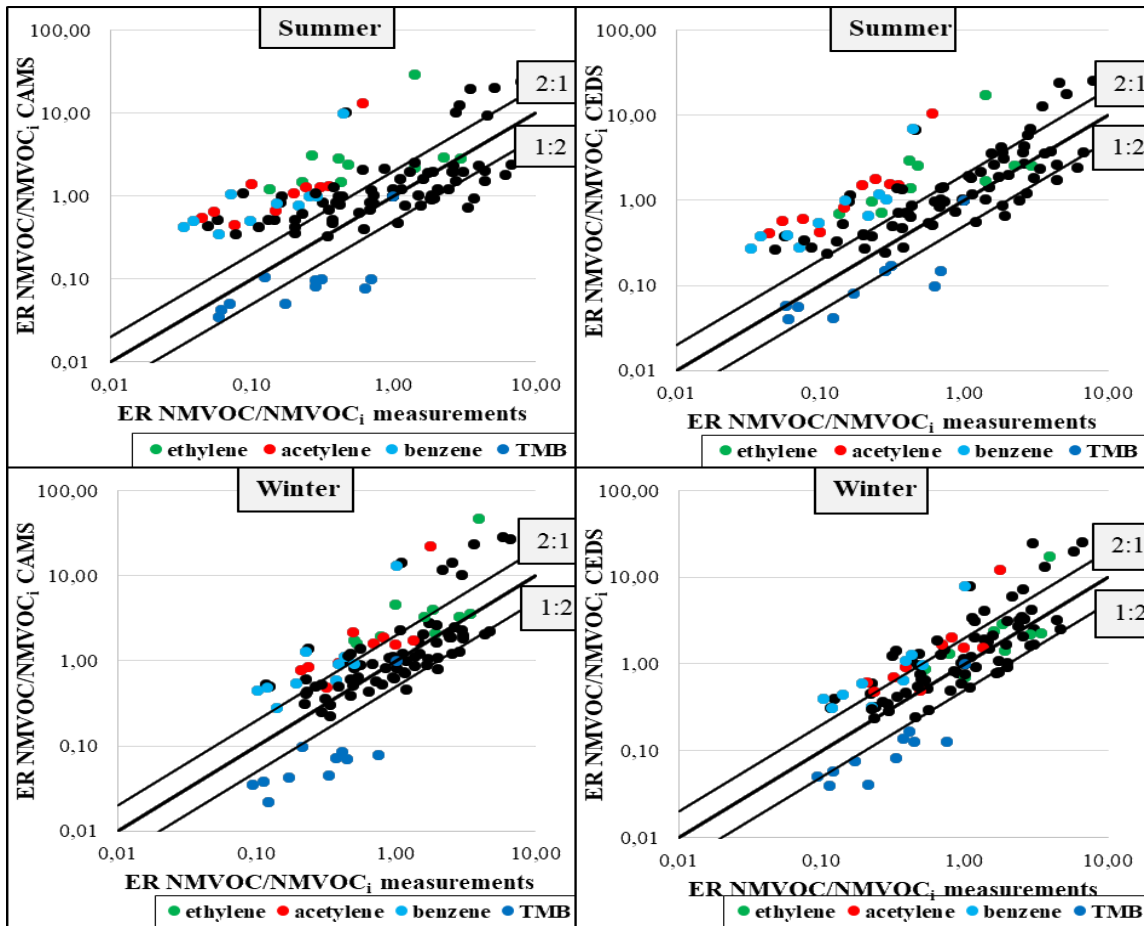 Summer
ER NMVOC/NMVOCi CAMS
100,00
10,00
1,00
0,10
0,01
2:1
1:2
0,01 0,10 1,00 10,00
ER NMVOC/NMVOCi measurements
ethylene acetylene benzene TMB
Summer
ER NMVOC/NMVOCi CEDS
100,00
10,00
1,00
0,10
0,01
2:1
1:2
0,01 0,10 1,00 10,00
ER NMVOC/NMVOCi measurements
ethylene acetylene benzene TMB
Winter
ER NMVOC/NMVOCi CAMS
100,00
10,00
1,00
0,10
0,01
2:1
1:2
0,01 0,10 1,00 10,00
ER NMVOC/NMVOCi measurements
ethylene acetylene benzene TMB
Winter
ER NMVOC/NMVOCi CEDS
100,00
10,00
1,00
0,10
0,01
2:1
1:2
0,01 0,10 1,00 10,00
ER NMVOC/NMVOCi measurements
ethylene acetylene benzene TMB